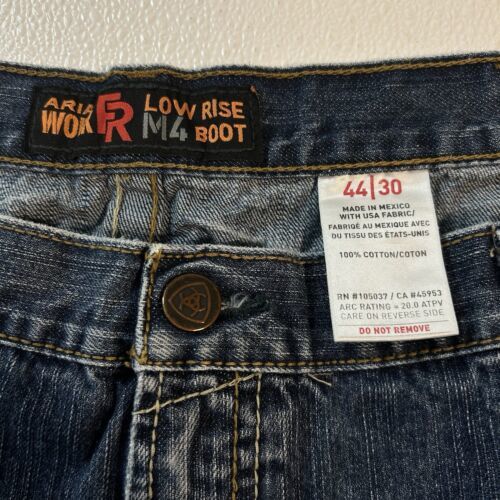 ARIA FR LOW RISE
WORK M4 BOOT
44|30
MADE IN MEXICO
WITH USA FABRIC/
FABRIQUÉ AU MEXIQUE AVEC
DU TISSU DES ÉTATS-UNIS
100% COTTON/COTON
RN #105037 / CA #45953
ARC RATING = 20.0 ATPV
CARE ON REVERSE SIDE
DO NOT REMOVE